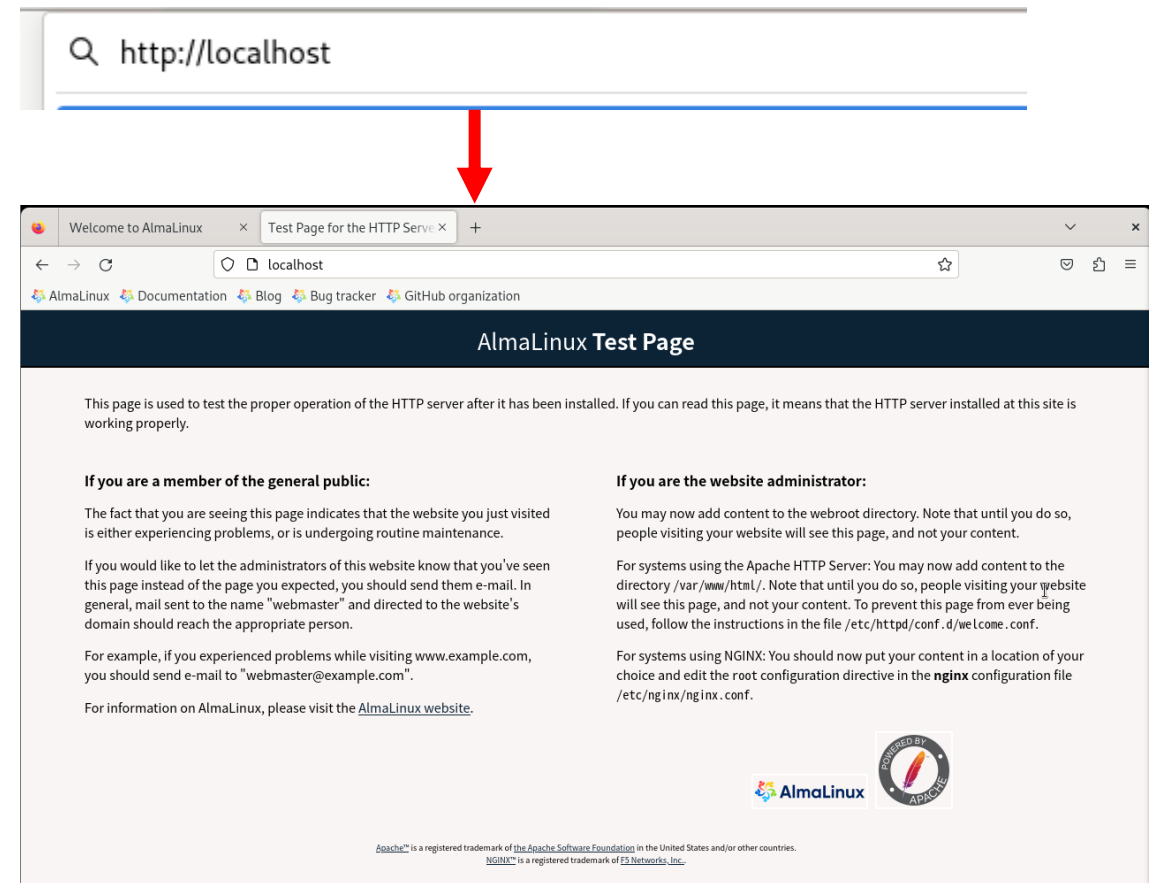 http://localhost
Welcome to AlmaLinux
Test Page for the HTTP Serve
localhost
AlmaLinux Documentation Blog Bug tracker GitHub organization
AlmaLinux Test Page
This page is used to test the proper operation of the HTTP server after it has been installed. If you can read this page, it means that the HTTP server installed at this site is
working properly.
If you are a member of the general public:
The fact that you are seeing this page indicates that the website you just visited
is either experiencing problems, or is undergoing routine maintenance.
If you would like to let the administrators of this website know that you've seen
this page instead of the page you expected, you should send them e-mail. In
general, mail sent to the name "webmaster" and directed to the website's
domain should reach the appropriate person.
For example, if you experienced problems while visiting www.example.com,
you should send e-mail to "webmaster@example.com".
For information on AlmaLinux, please visit the AlmaLinux website.
If you are the website administrator:
You may now add content to the webroot directory. Note that until you do so,
people visiting your website will see this page, and not your content.
For systems using the Apache HTTP Server: You may now add content to the
directory /var/www/html/. Note that until you do so, people visiting your website
will see this page, and not your content. To prevent this page from ever being
used, follow the instructions in the file /etc/httpd/conf.d/welcome.conf.
For systems using NGINX: You should now put your content in a location of your
choice and edit the root configuration directive in the nginx configuration file
/etc/nginx/nginx.conf.
AlmaLinux
POWERED BY
APACHE
Apache™ is a registered trademark of the Apache Software Foundation in the United States and/or other countries.
NGINX™ is a registered trademark of F5 Networks, Inc..